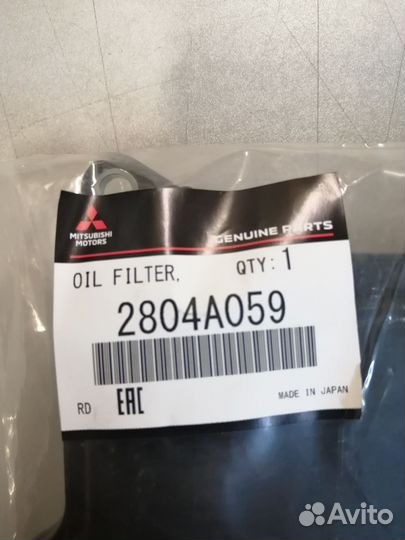 MITSUBISHI
MOTORS
GENUINE PARTS
OIL FILTER, QTY: 1
2804A059
RD EAC MADE IN JAPAN
Avito